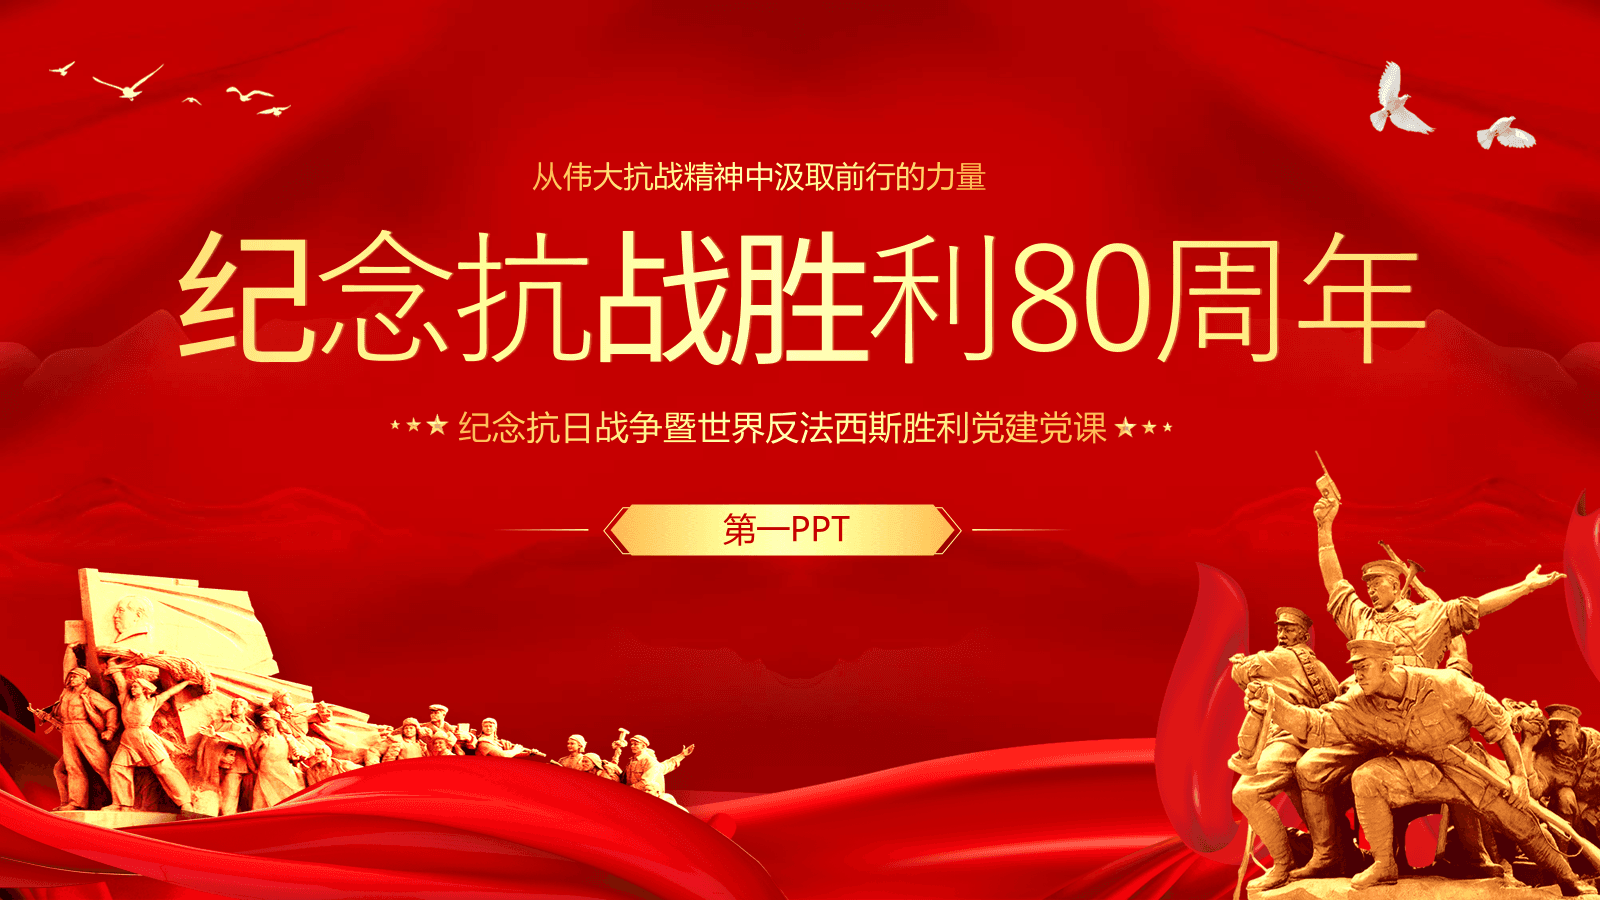 从伟大抗战精神中汲取前行的力量
纪念抗战胜利80周年
纪念抗日战争暨世界反法西斯胜利党建党课
第一PPT